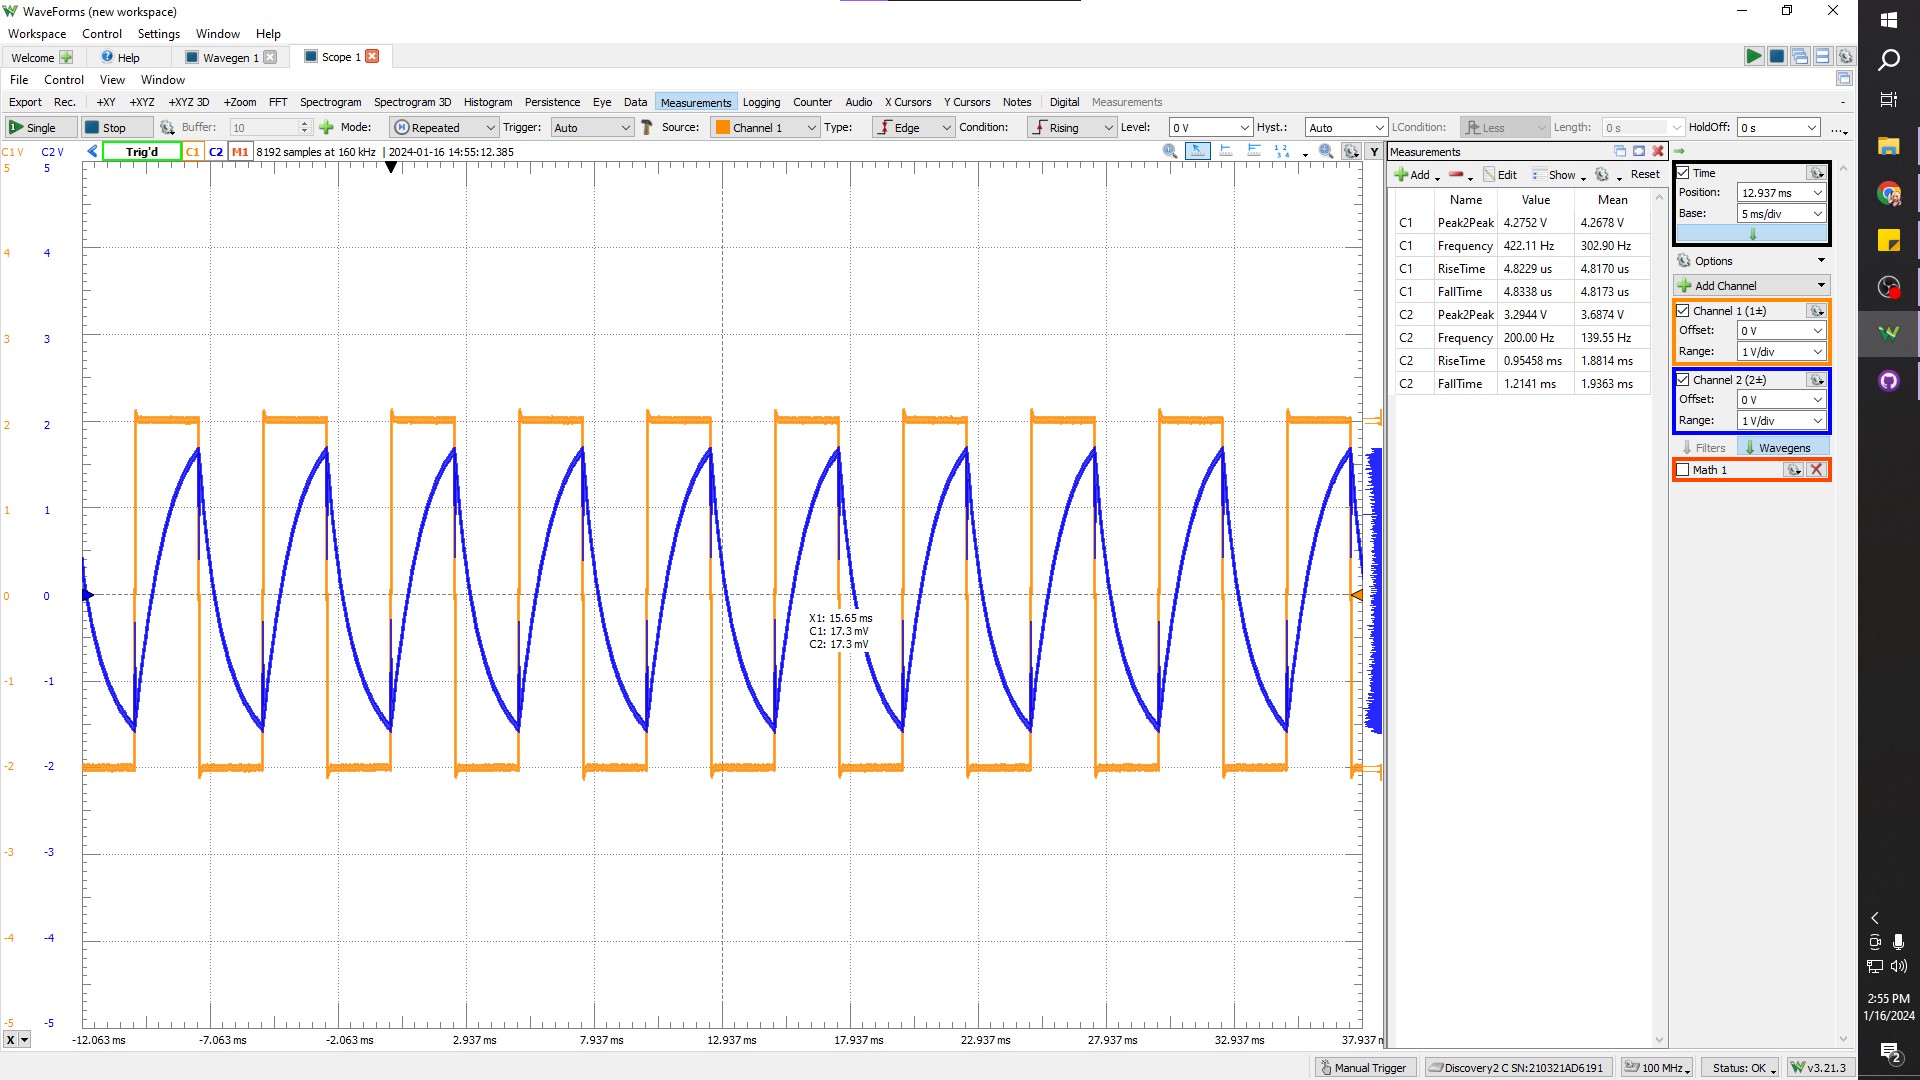 WaveForms (new workspace)
Workspace Control Settings Window Help
Welcome Help Wavegen 1 Scope 1
File Control View Window
Export Rec. +XY +XYZ +XYZ 3D +Zoom FFT Spectrogram Spectrogram 3D Histogram Persistence Eye Data Measurements Logging Counter Audio X Cursors Y Cursors Notes Digital Measurements -
Single Stop Buffer: 10 Mode: Repeated Trigger: Auto Source: Channel 1 Type: Edge Condition: Rising Level: 0 V Hyst.: Auto LCondition: Less Length: 0 s HoldOff: 0 s ...
C1 V C2 V Trig'd C1 C2 M1 8192 samples at 160 kHz | 2024-01-16 14:55:12.385 Y
5 5
4 4
3 3
2 2
1 1
0 0
-1 -1
-2 -2
-3 -3
-4 -4
-5 -5
X1: 15.65 ms
C1: 17.3 mV
C2: 17.3 mV
X -12.063 ms -7.063 ms -2.063 ms 2.937 ms 7.937 ms 12.937 ms 17.937 ms 22.937 ms 27.937 ms 32.937 ms 37.937 m
Measurements
Add Edit Show Reset
Name Value Mean
C1 Peak2Peak 4.2752 V 4.2678 V
C1 Frequency 422.11 Hz 302.90 Hz
C1 RiseTime 4.8229 us 4.8170 us
C1 FallTime 4.8338 us 4.8173 us
C2 Peak2Peak 3.2944 V 3.6874 V
C2 Frequency 200.00 Hz 139.55 Hz
C2 RiseTime 0.95458 ms 1.8814 ms
C2 FallTime 1.2141 ms 1.9363 ms
Time
Position: 12.937 ms
Base: 5 ms/div
Options
Add Channel
Channel 1 (1±)
Offset: 0 V
Range: 1 V/div
Channel 2 (2±)
Offset: 0 V
Range: 1 V/div
Filters Wavegens
Math 1
Manual Trigger Discovery2 C SN:210321AD6191 100 MHz Status: OK v3.21.3
2:55 PM
1/16/2024
2